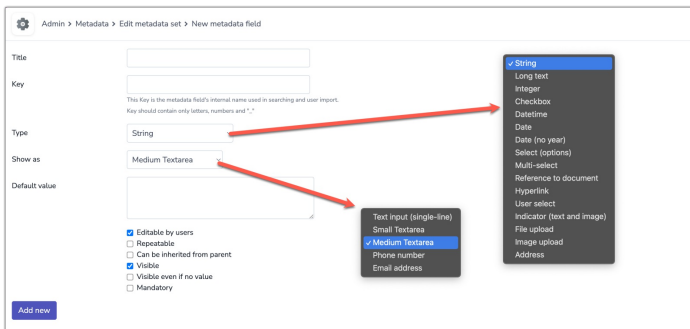 Admin > Metadata > Edit metadata set > New metadata field
Title
Key
This Key is the metadata field's internal name used in searching and user import.
Key should contain only letters, numbers and "_"
Type
String
Show as
Medium Textarea
Default value
Editable by users
Repeatable
Can be inherited from parent
Visible
Visible even if no value
Mandatory
Add new
Text input (single-line)
Small Textarea
✓ Medium Textarea
Phone number
Email address
✓ String
Long text
Integer
Checkbox
Datetime
Date
Date (no year)
Select (options)
Multi-select
Reference to document
Hyperlink
User select
Indicator (text and image)
File upload
Image upload
Address